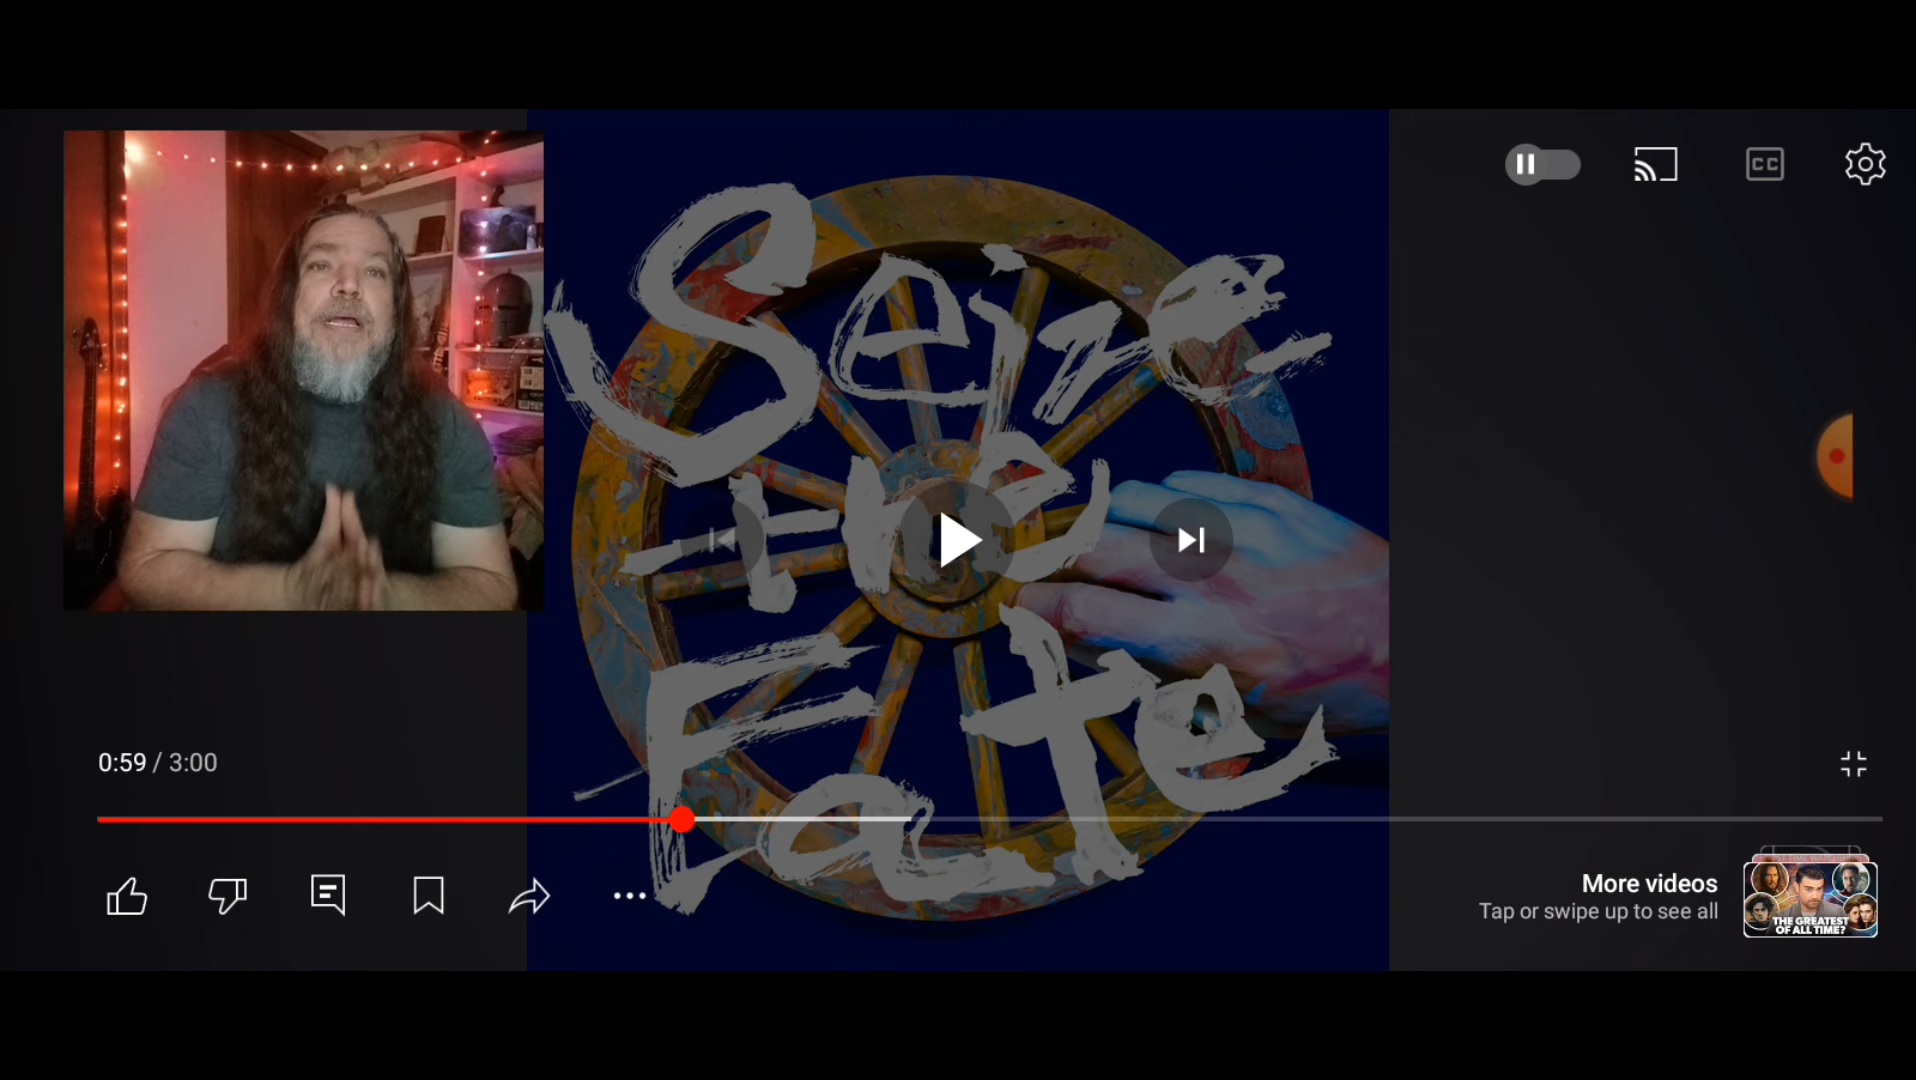 CC
Seize
The
Fate
0:59 / 3:00
More videos
Tap or swipe up to see all
THE GREATEST
OF ALL TIME?